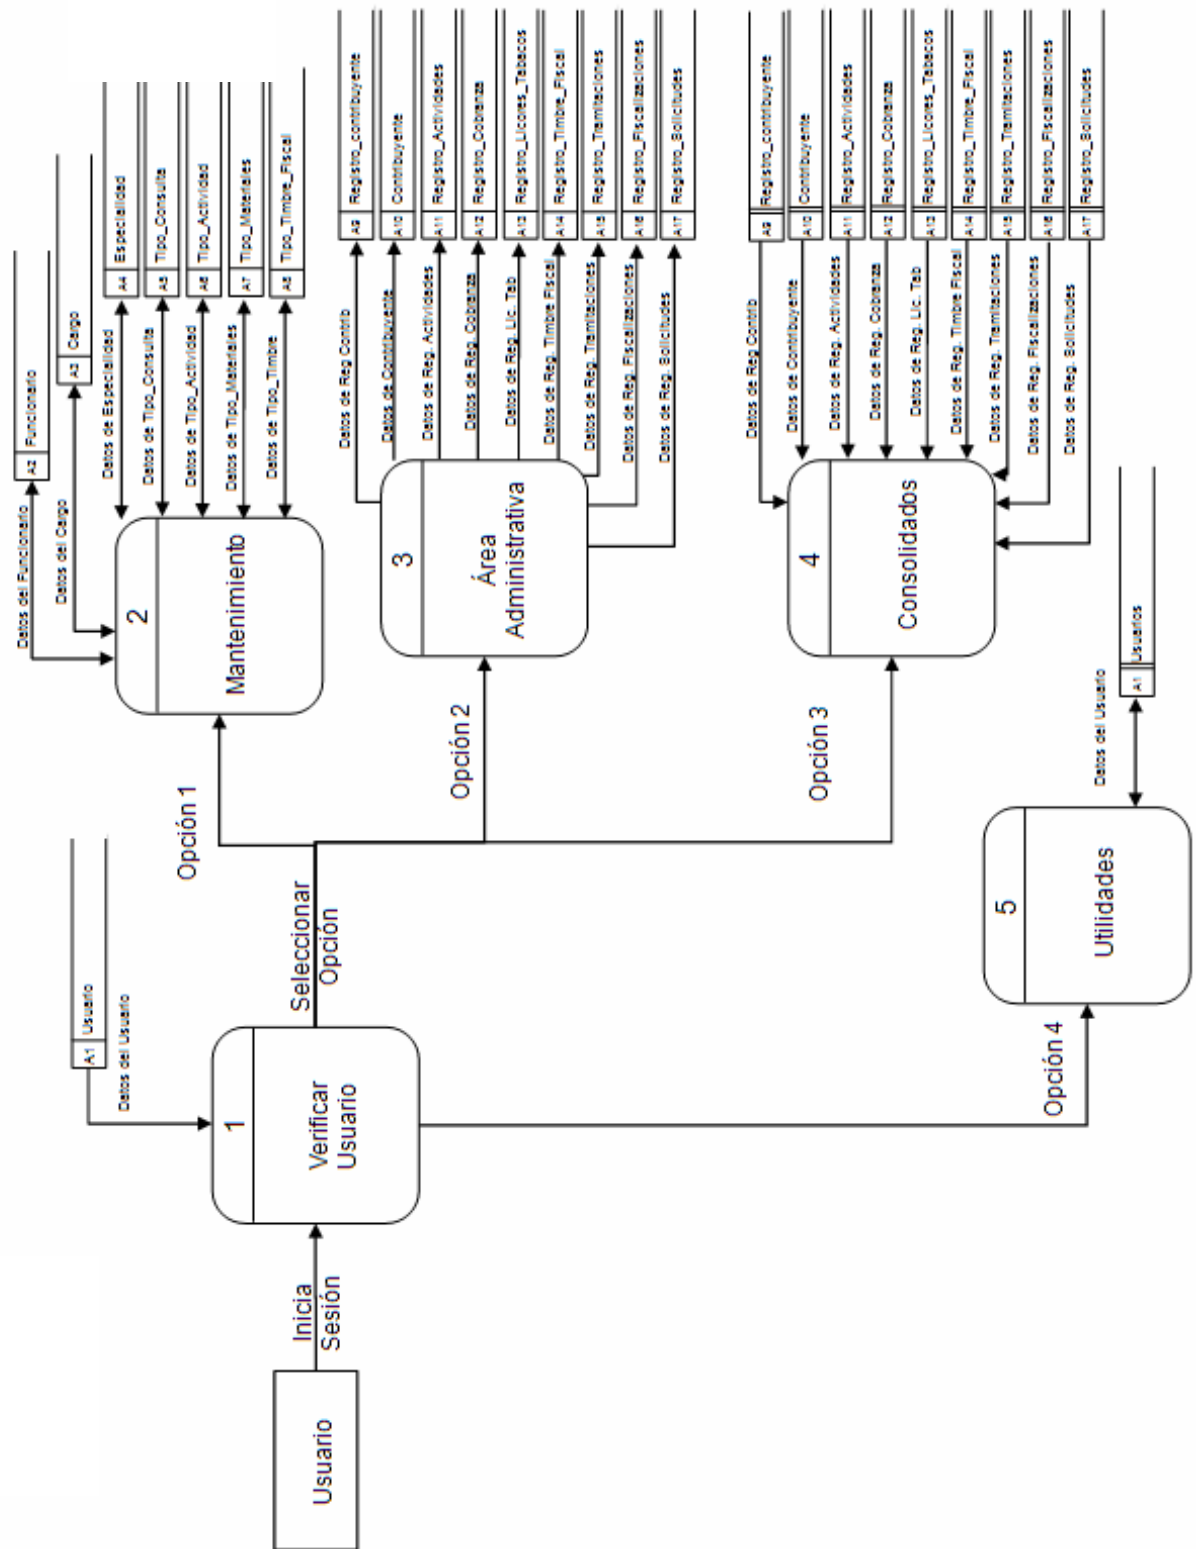 Usuario
Inicia
Sesión
1
Verificar
Usuario
A1 Usuario
Datos del Usuario
Seleccionar
Opción
Opción 1
Opción 2
Opción 3
Opción 4
2
Mantenimiento
Datos del Funcionario
A2 Funcionario
Datos del Cargo
Cargo
Datos de Especialidad
A4 Especialidad
Datos de Tipo_Consulta
A5 Tipo_Consulta
Datos de Tipo_Actividad
A6 Tipo_Actividad
Datos de Tipo_Materiales
A7 Tipo_Materiales
Datos de Tipo_Timbre
A8 Tipo_Timbre_Fiscal
3
Área
Administrativa
Datos de Reg Contrib
A9 Registro_contribuyente
Datos de Contribuyente
A10 Contribuyente
Datos de Reg. Actividades
A11 Registro_Actividades
Datos de Reg. Cobranza
A12 Registro_Cobranza
Datos de Reg. Lic. Tab
Registro_Licores_Tabacos
Datos de Reg. Timbre Fiscal
A14 Registro_Timbre_Fiscal
Datos de Reg. Tramitaciones
A15 Registro_Tramitaciones
Datos de Reg. Fiscalizaciones
A16 Registro_Fiscalizaciones
Datos de Reg. Solicitudes
A17 Registro_Solicitudes
4
Consolidados
Datos de Reg Contrib
A9 Registro_contribuyente
Datos de Contribuyente
A10 Contribuyente
Datos de Reg. Actividades
A11 Registro_Actividades
Datos de Reg. Cobranza
A12 Registro_Cobranza
Datos de Reg. Lic. Tab
Registro_Licores_Tabacos
Datos de Reg. Timbre Fiscal
A14 Registro_Timbre_Fiscal
Datos de Reg. Tramitaciones
A15 Registro_Tramitaciones
Datos de Reg. Fiscalizaciones
A16 Registro_Fiscalizaciones
Datos de Reg. Solicitudes
A17 Registro_Solicitudes
5
Utilidades
Datos del Usuario
A1 Usuarios